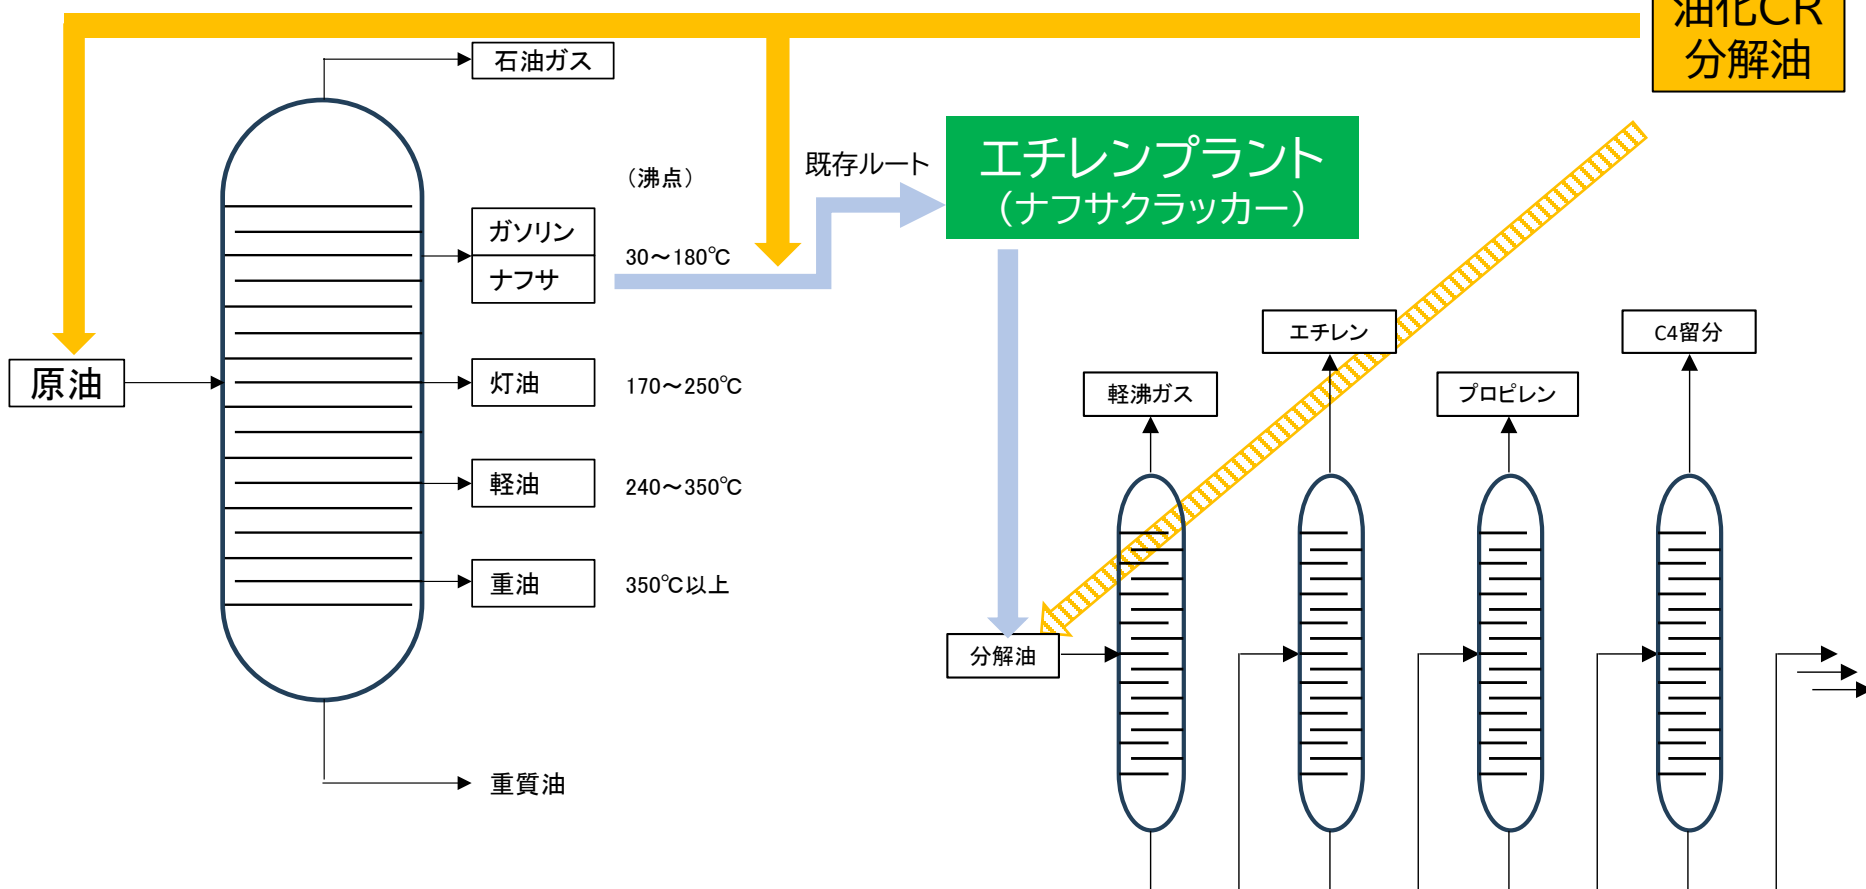 油化CR
分解油
石油ガス
(沸点)
既存ルート
エチレンプラント
(ナフサクラッカー)
ガソリン
ナフサ
30～180℃
エチレン
C4留分
原油
灯油
170～250℃
軽沸ガス
プロピレン
軽油
240～350℃
重油
350℃以上
分解油
重質油